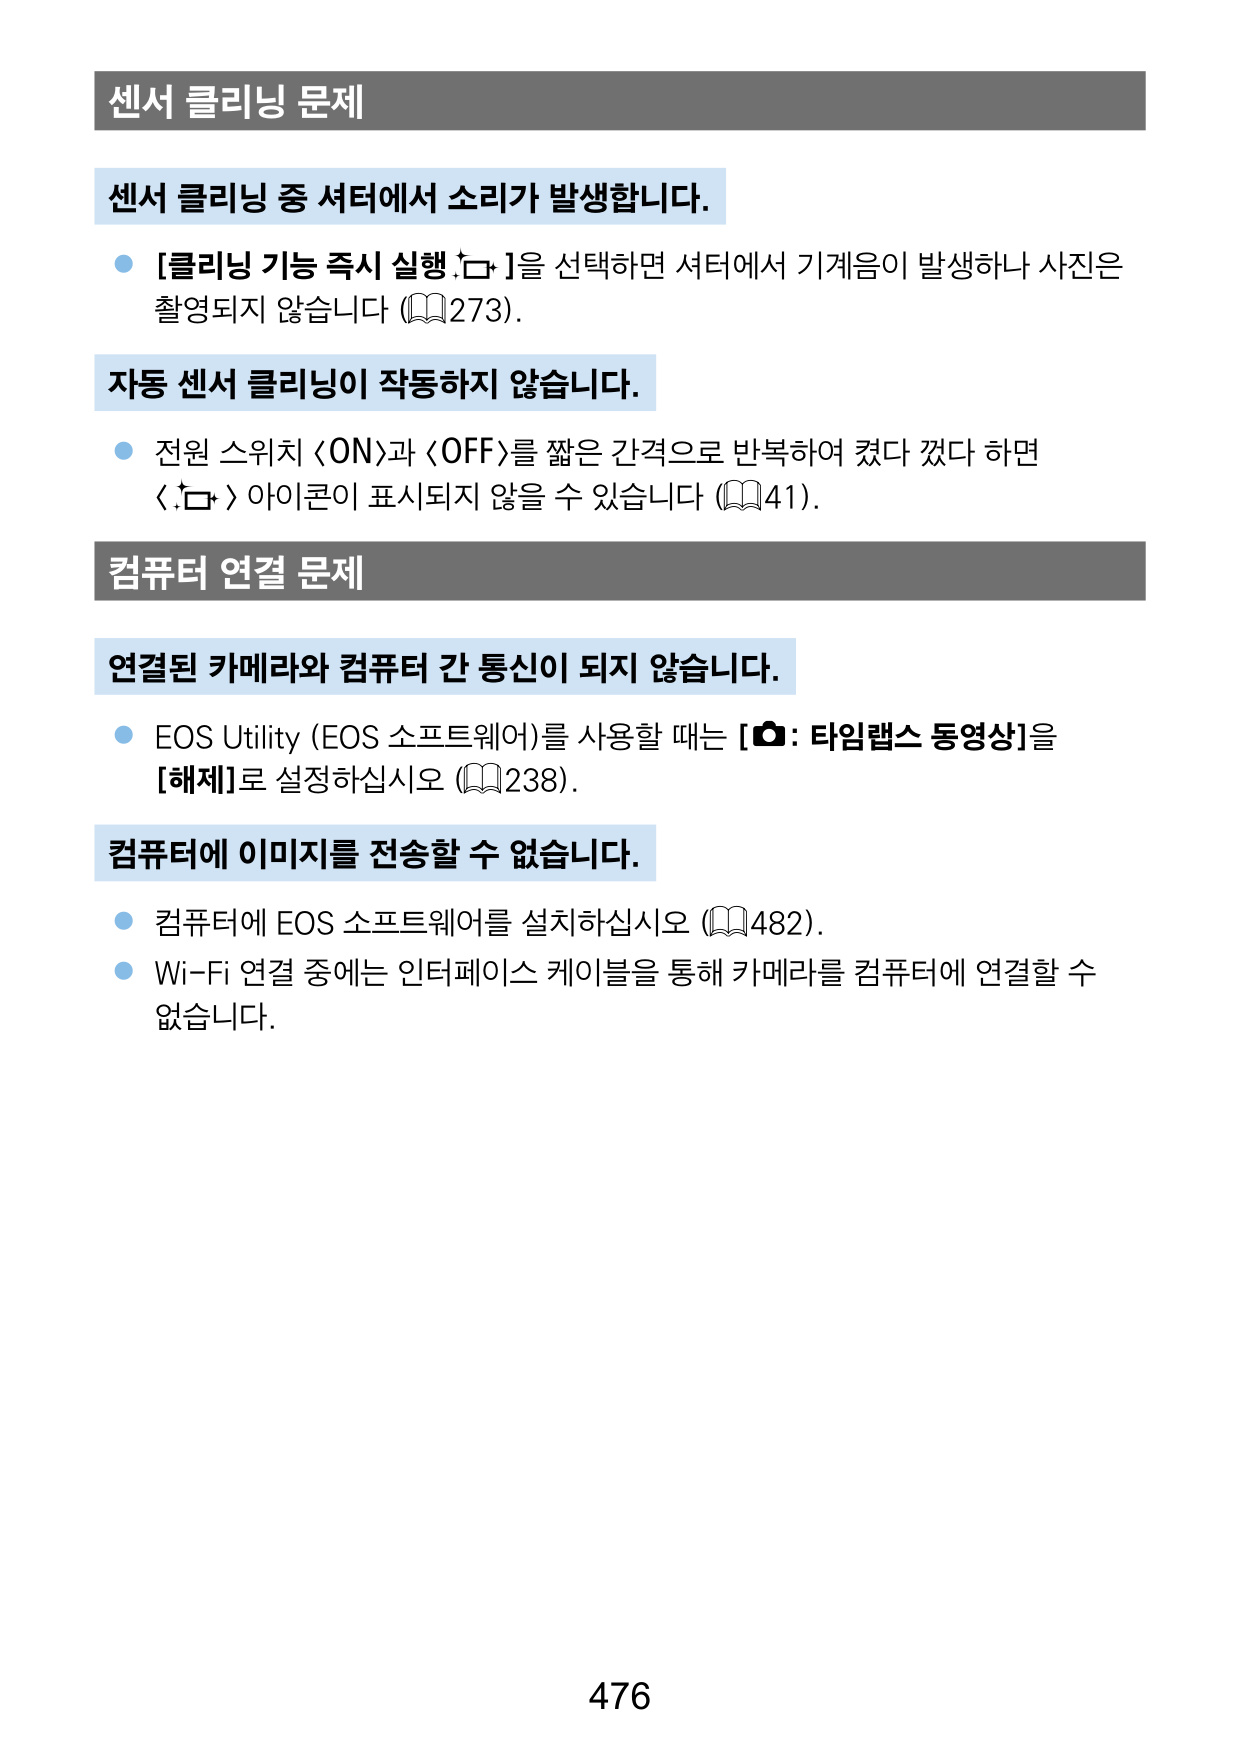 센서 클리닝 문제
센서 클리닝 중 셔터에서 소리가 발생합니다.
● [클리닝 기능 즉시 실행]을 선택하면 셔터에서 기계음이 발생하나 사진은
촬영되지 않습니다 (273).
자동 센서 클리닝이 작동하지 않습니다.
● 전원 스위치 <ON>과 <OFF>를 짧은 간격으로 반복하여 켰다 껐다 하면
< > 아이콘이 표시되지 않을 수 있습니다 (41).
컴퓨터 연결 문제
연결된 카메라와 컴퓨터 간 통신이 되지 않습니다.
● EOS Utility (EOS 소프트웨어)를 사용할 때는 [: 타임랩스 동영상]을
[해제]로 설정하십시오 (238).
컴퓨터에 이미지를 전송할 수 없습니다.
● 컴퓨터에 EOS 소프트웨어를 설치하십시오 (482).
● Wi-Fi 연결 중에는 인터페이스 케이블을 통해 카메라를 컴퓨터에 연결할 수
없습니다.
476